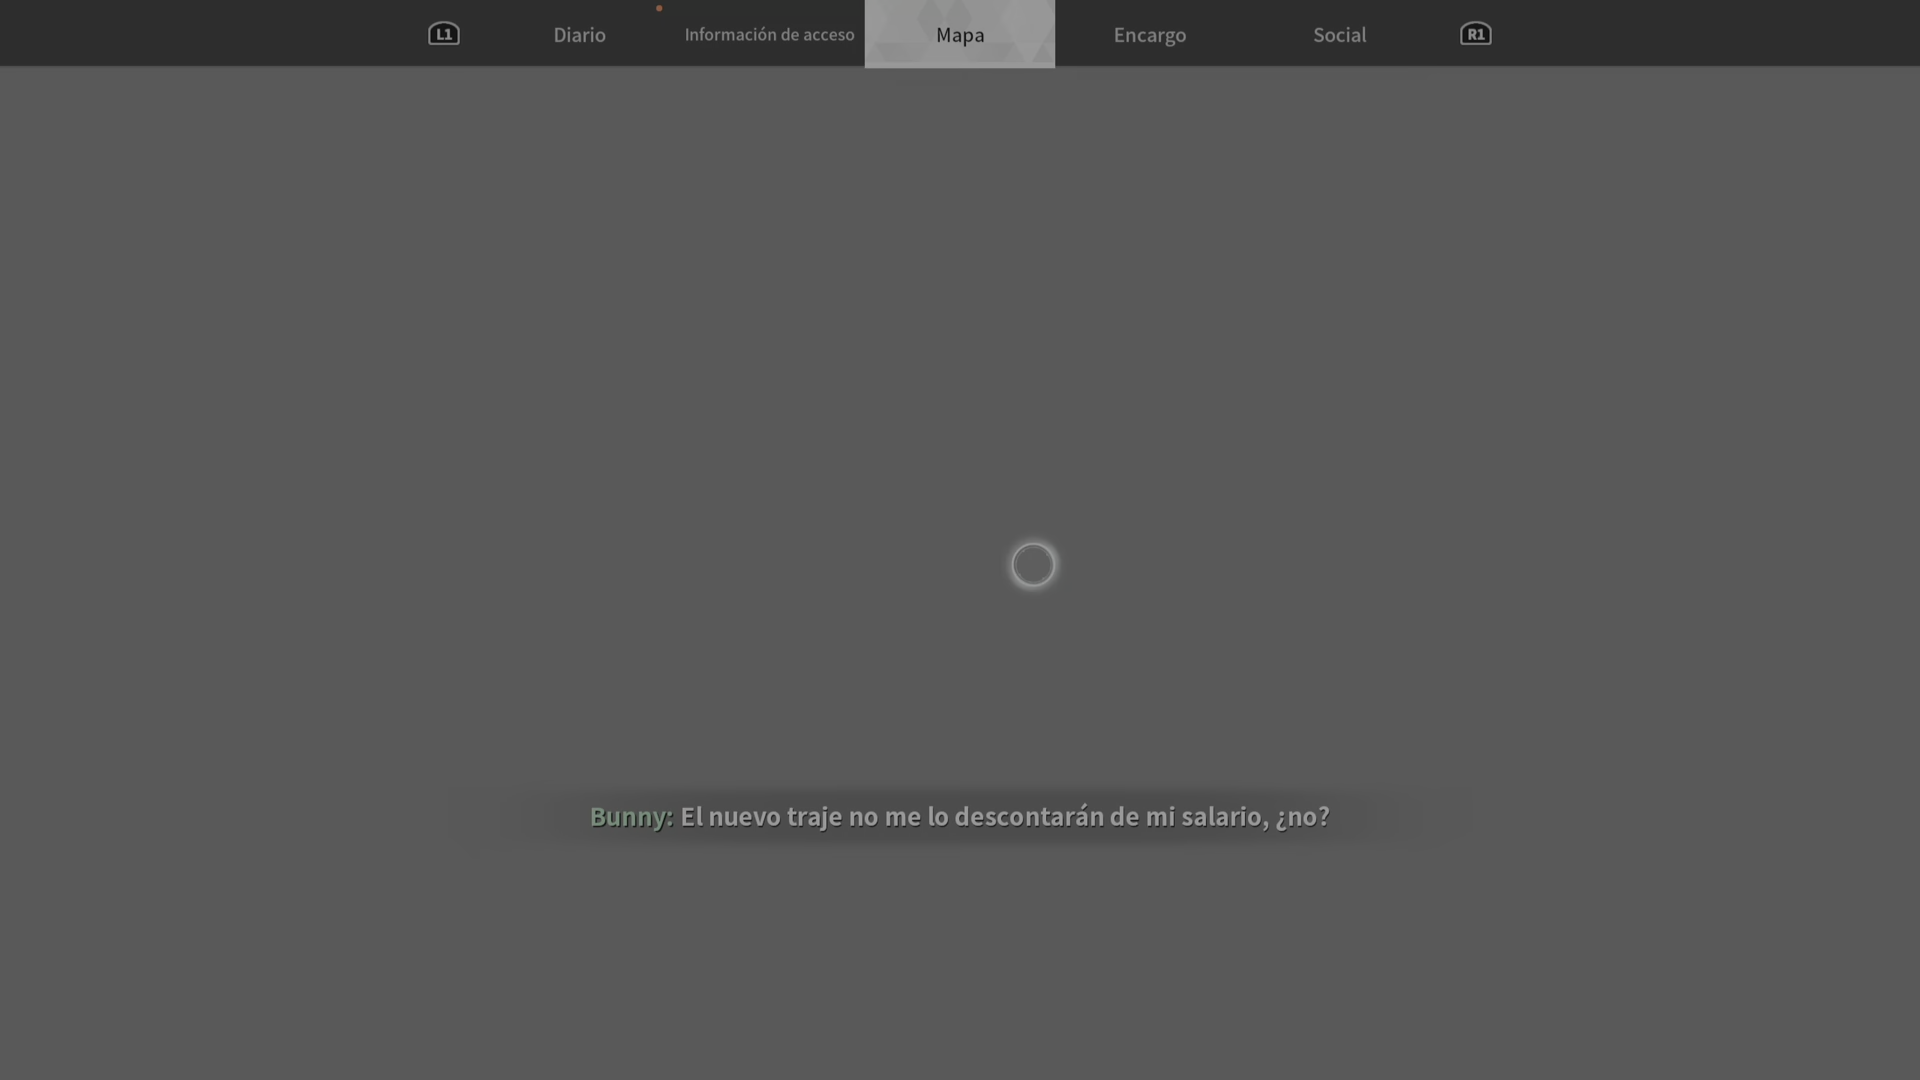 L1
Diario
Información de acceso
Mapa
Encargo
Social
R1
Bunny: El nuevo traje no me lo descontarán de mi salario, ¿no?